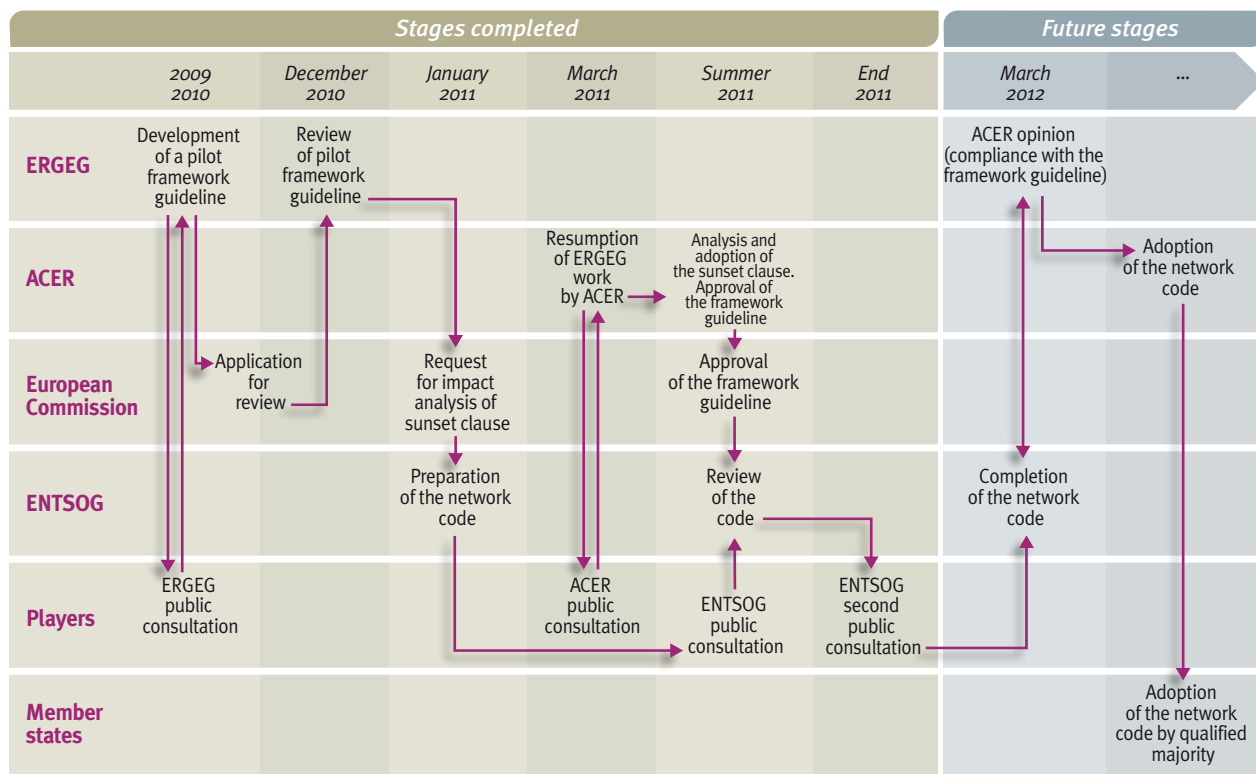 Stages completed
Future stages
2009
2010
December
2010
January
2011
March
2011
Summer
2011
End
2011
March
2012
...
ERGEG
Development
of a pilot
framework
guideline
Review
of pilot
framework
guideline
ACER opinion
(compliance with the
framework guideline)
ACER
Resumption
of ERGEG
work
by ACER
Analysis and
adoption of
the sunset clause.
Approval of
the framework
guideline
Adoption
of the network
code
European
Commission
Application
for
review
Request
for impact
analysis of
sunset clause
Approval
of the framework
guideline
ENTSOG
Preparation
of the network
code
Review
of the
code
Completion
of the network
code
Players
ERGEG
public
consultation
ACER
public
consultation
ENTSOG
public
consultation
ENTSOG
second
public
consultation
Member
states
Adoption
of the network
code by qualified
majority